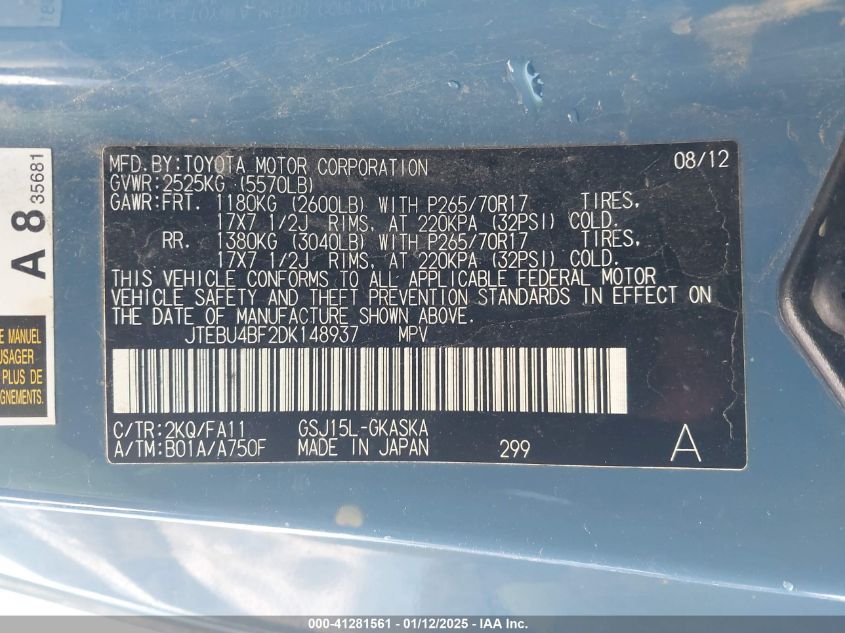 MFD.BY:TOYOTA MOTOR CORPORATION 08/12
GVWR:2525KG (5570LB)
GAWR:FRT. 1180KG (2600LB) WITH P265/70R17 TIRES,
17X7 1/2J RIMS, AT 220KPA (32PSI) COLD.
RR. 1380KG (3040LB) WITH P265/70R17 TIRES,
17X7 1/2J RIMS, AT 220KPA (32PSI) COLD.
THIS VEHICLE CONFORMS TO ALL APPLICABLE FEDERAL MOTOR
VEHICLE SAFETY AND THEFT PREVENTION STANDARDS IN EFFECT ON
THE DATE OF MANUFACTURE SHOWN ABOVE.
JTEBU4BF2DK148937 MPV
C/TR:2KQ/FA11 GSJ15L-GKASKA
A/TM:B01A/A750F MADE IN JAPAN 299 A
A 8 35681
E MANUEL
USAGER
PLUS DE
GNEMENTS.
000-41281561 - 01/12/2025 - IAA Inc.